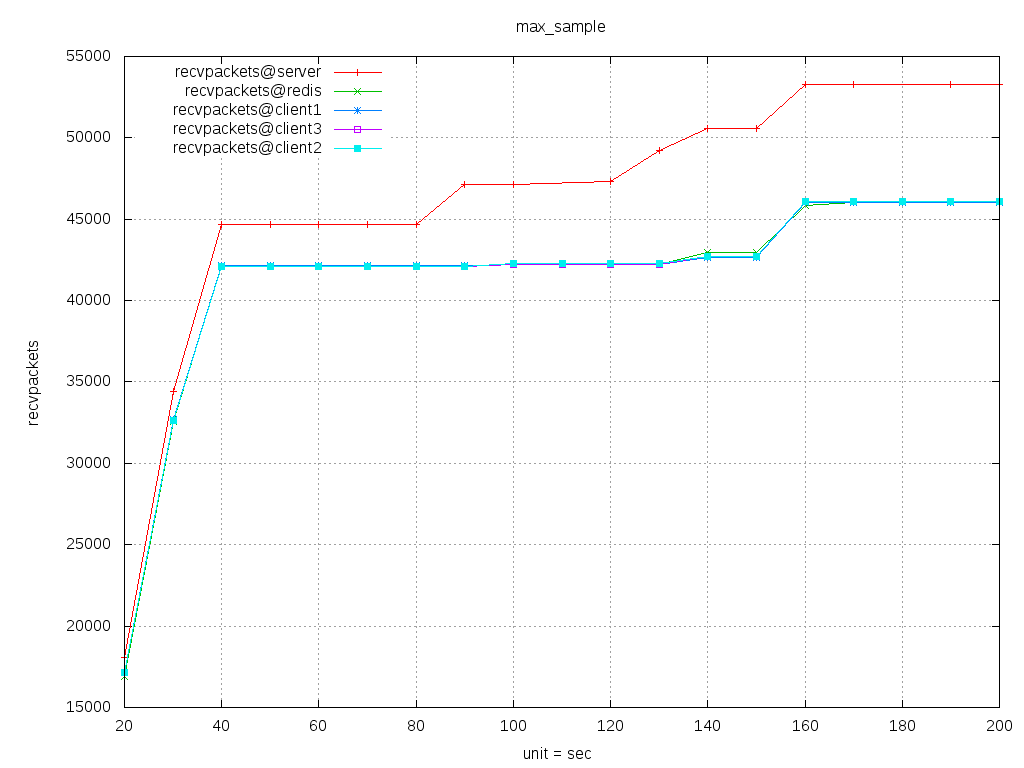 max_sample
55000
50000
45000
40000
35000
30000
25000
20000
15000
recvpackets
recvpackets@server
recvpackets@redis
recvpackets@client1
recvpackets@client3
recvpackets@client2
20 40 60 80 100 120 140 160 180 200
unit = sec